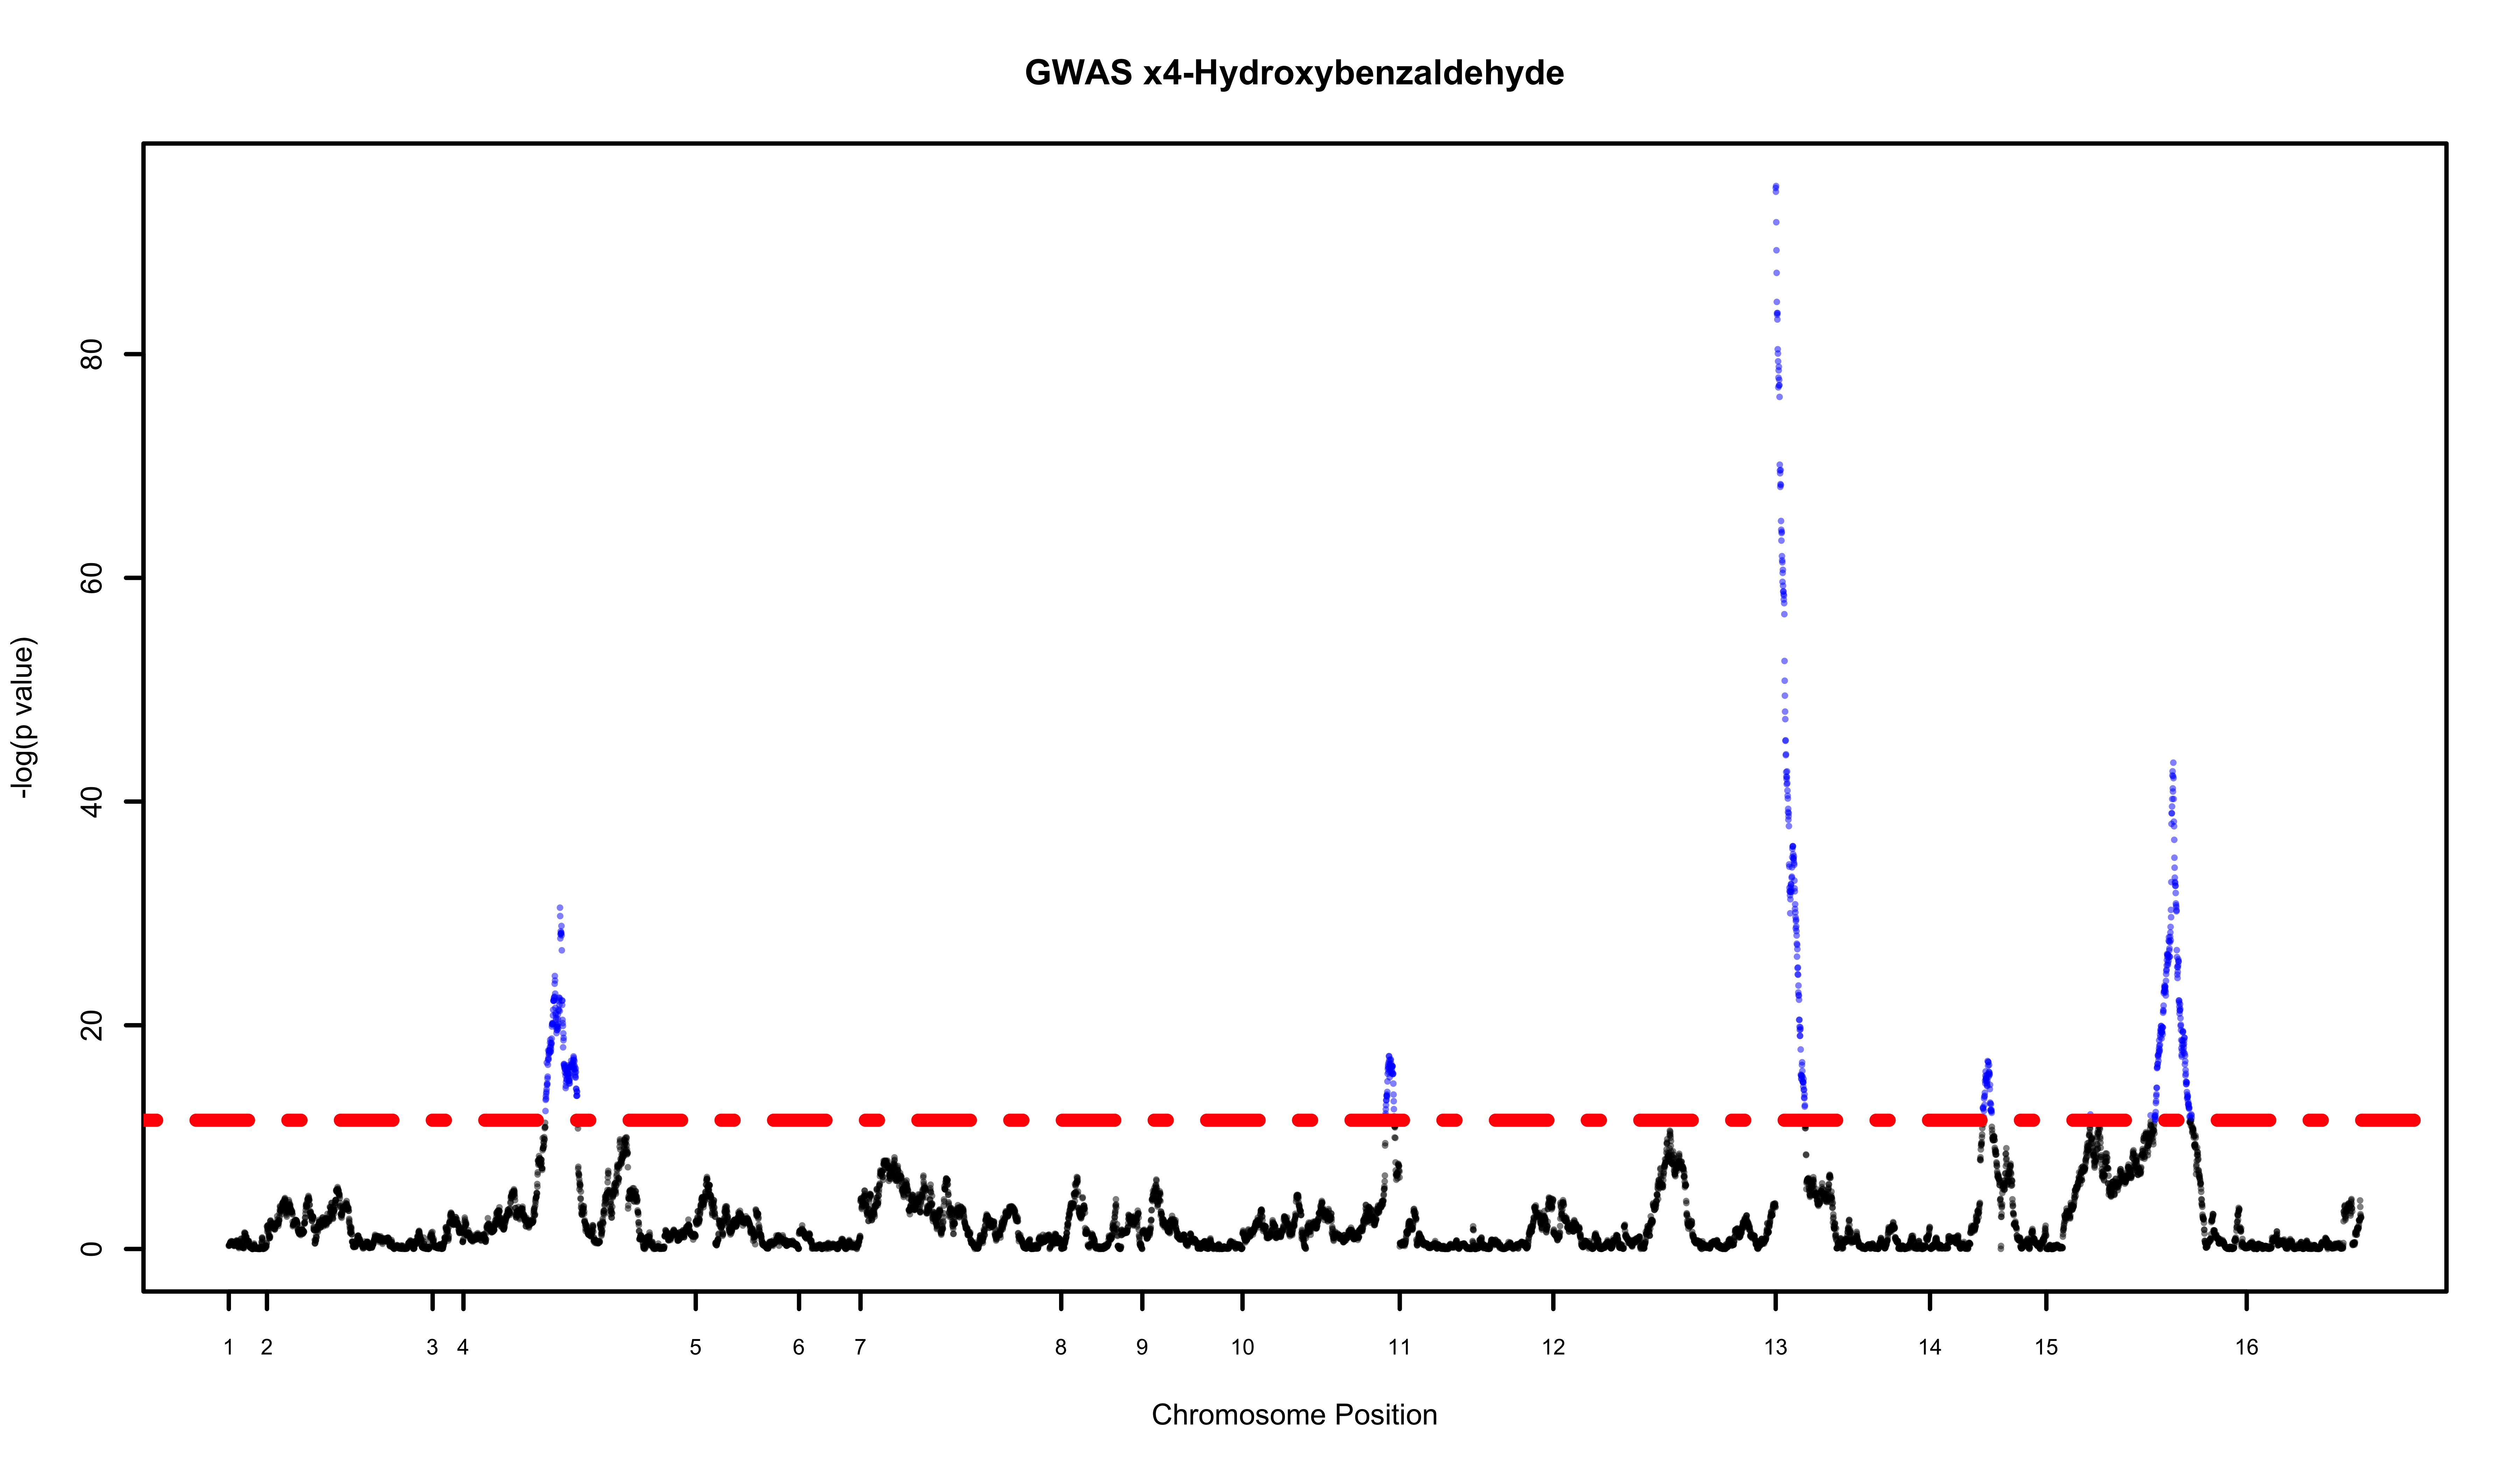 GWAS x4-Hydroxybenzaldehyde
-log(p value)
80
60
40
20
0
1 2 3 4 5 6 7 8 9 10 11 12 13 14 15 16
Chromosome Position